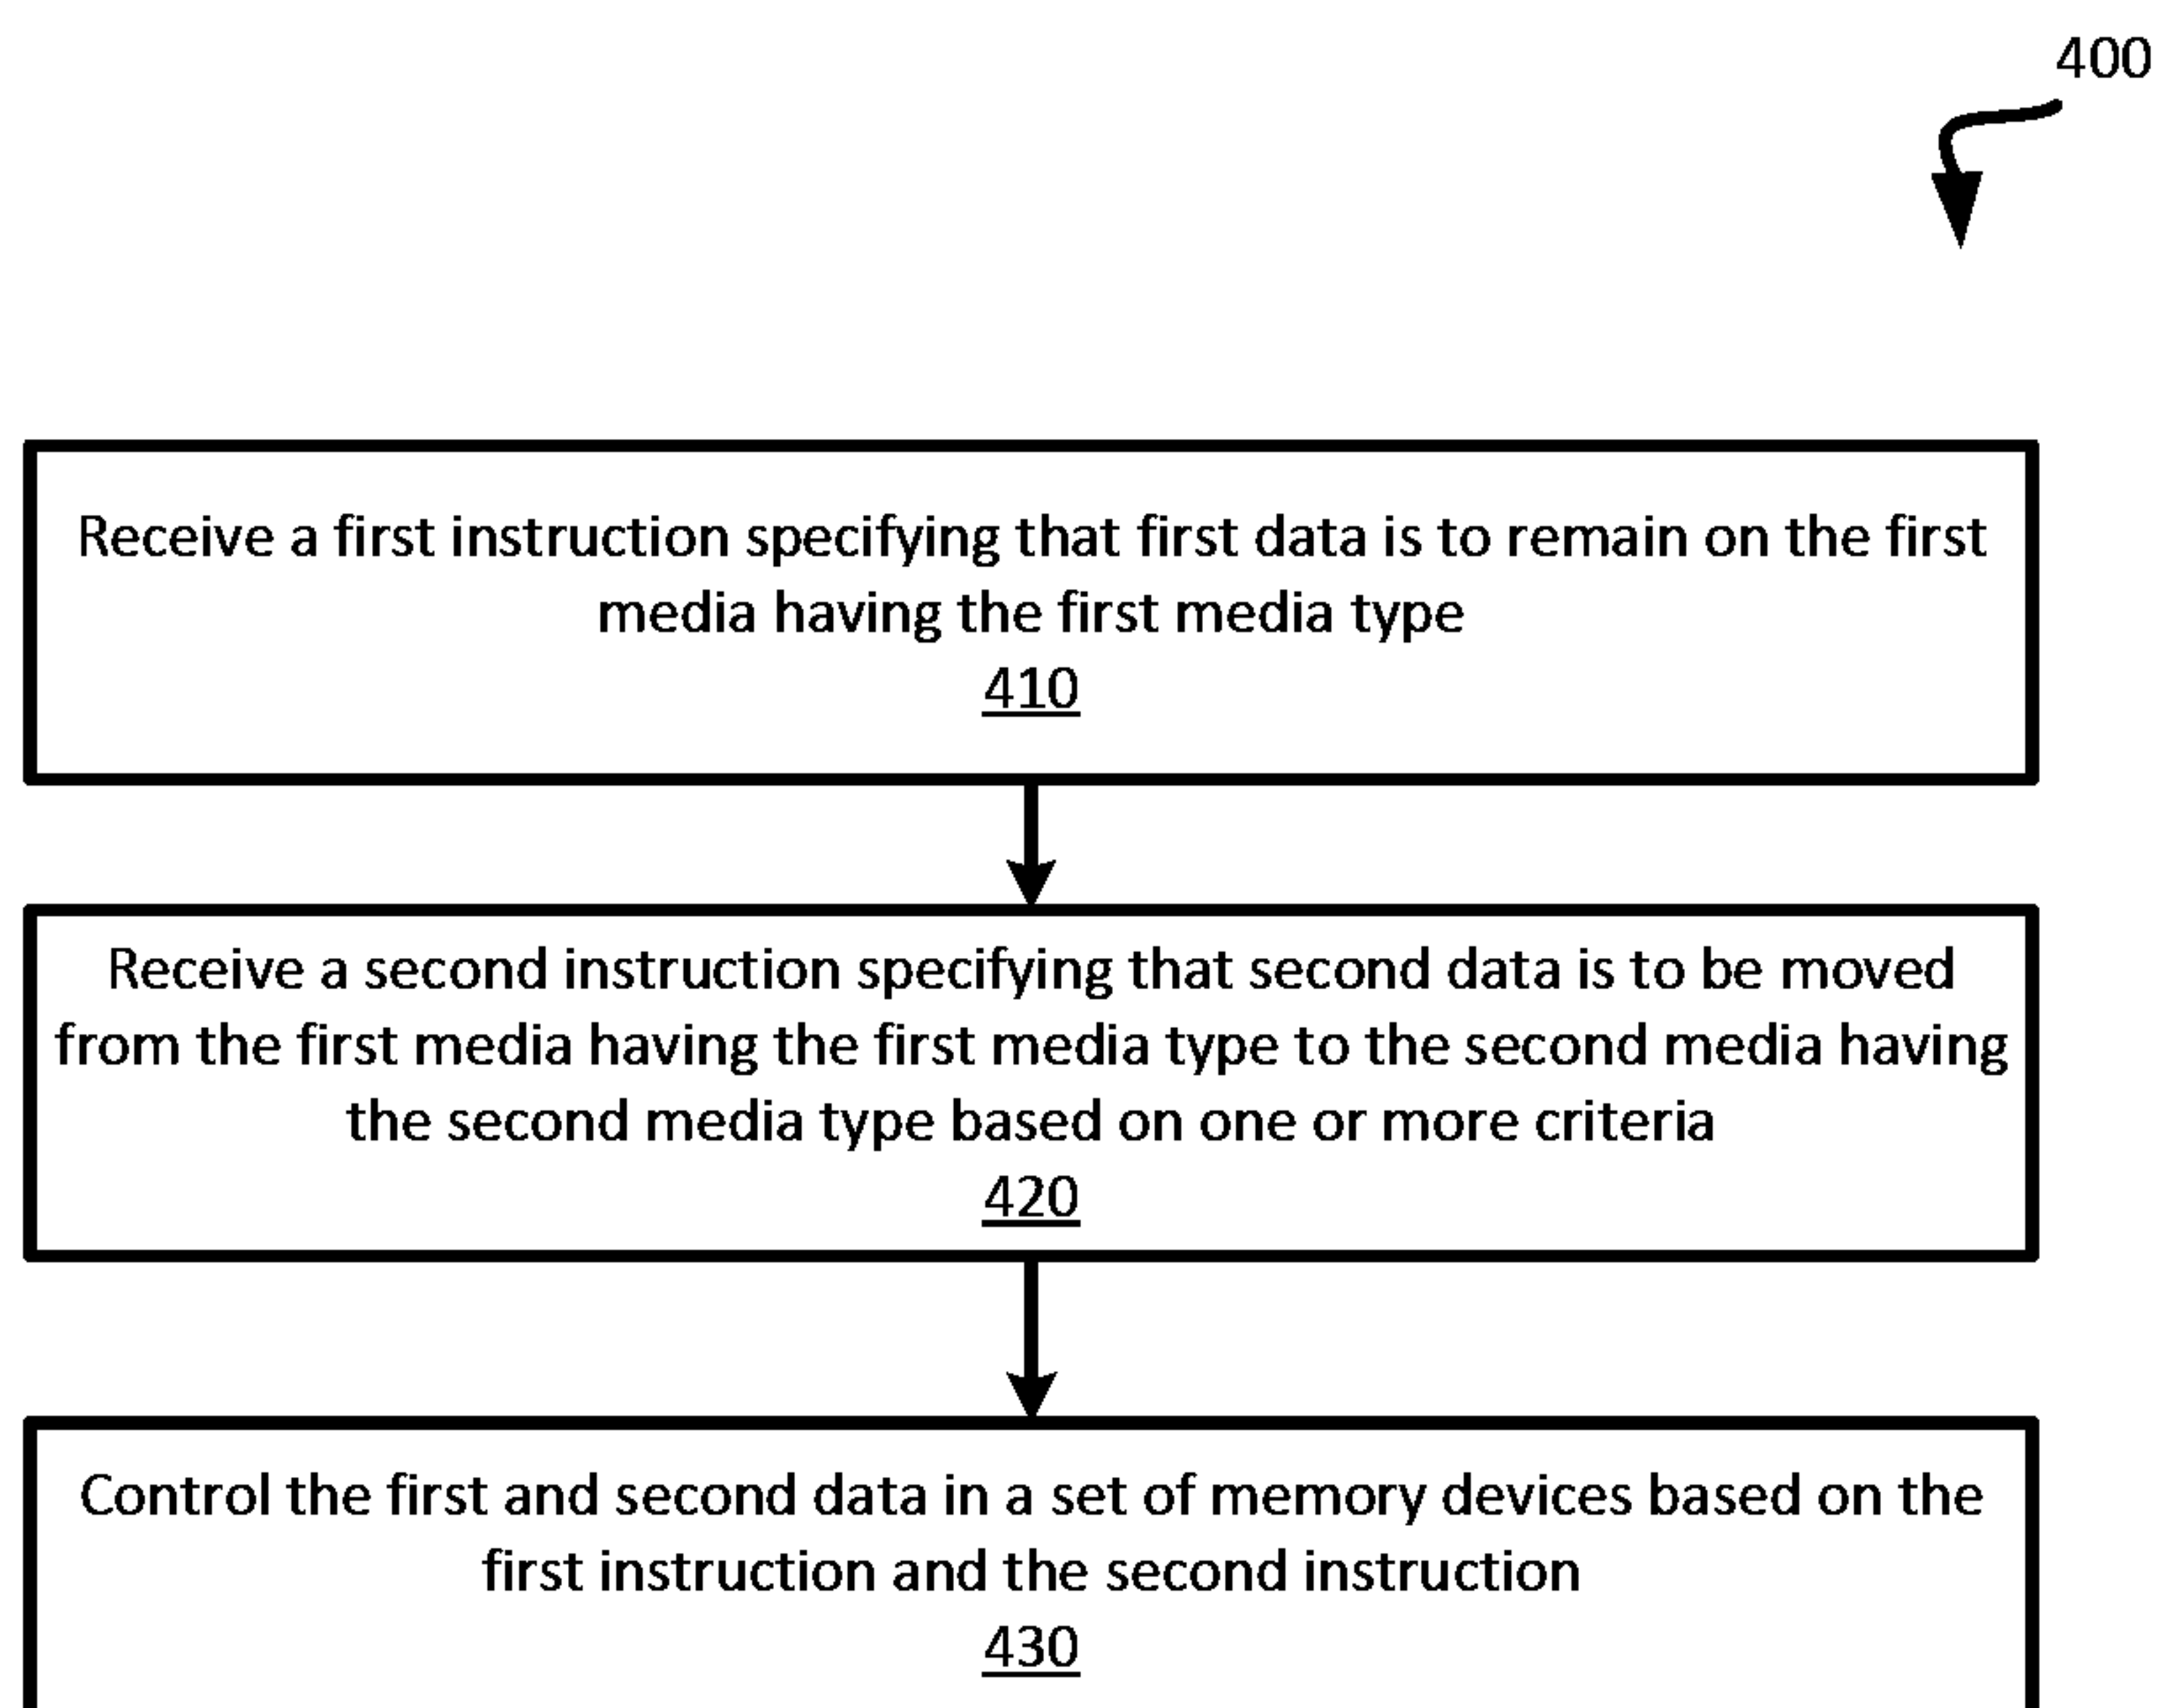 400
Receive a first instruction specifying that first data is to remain on the first
media having the first media type
410
Receive a second instruction specifying that second data is to be moved
from the first media having the first media type to the second media having
the second media type based on one or more criteria
420
Control the first and second data in a set of memory devices based on the
first instruction and the second instruction
430